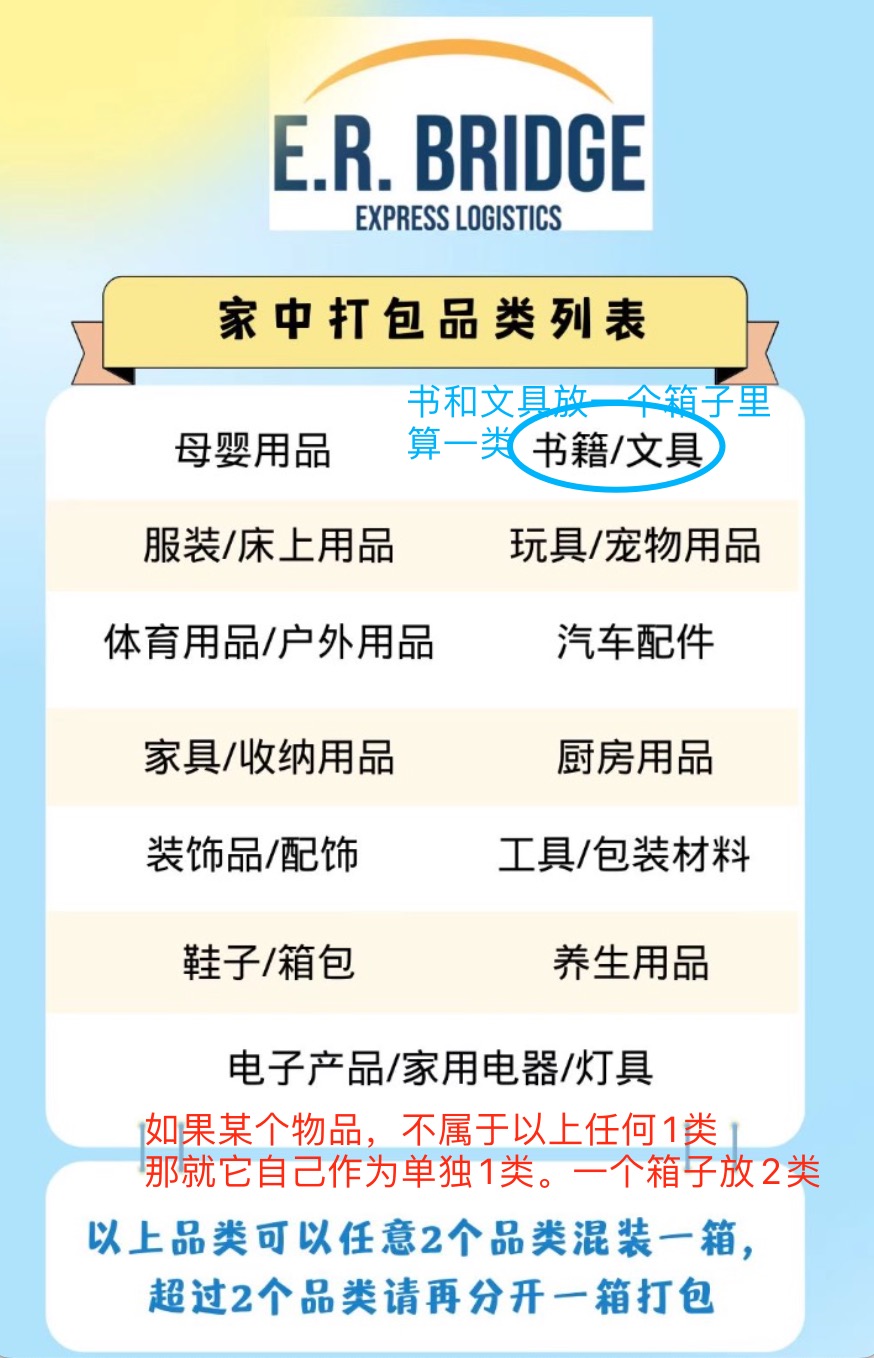 E.R. BRIDGE
EXPRESS LOGISTICS
家中打包品类列表
书和文具放一个箱子里
算一类
母婴用品 书籍/文具
服装/床上用品 玩具/宠物用品
体育用品/户外用品 汽车配件
家具/收纳用品 厨房用品
装饰品/配饰 工具/包装材料
鞋子/箱包 养生用品
电子产品/家用电器/灯具
如果某个物品，不属于以上任何1类
那就它自己作为单独1类。一个箱子放2类
以上品类可以任意2个品类混装一箱，
超过2个品类请再分开一箱打包